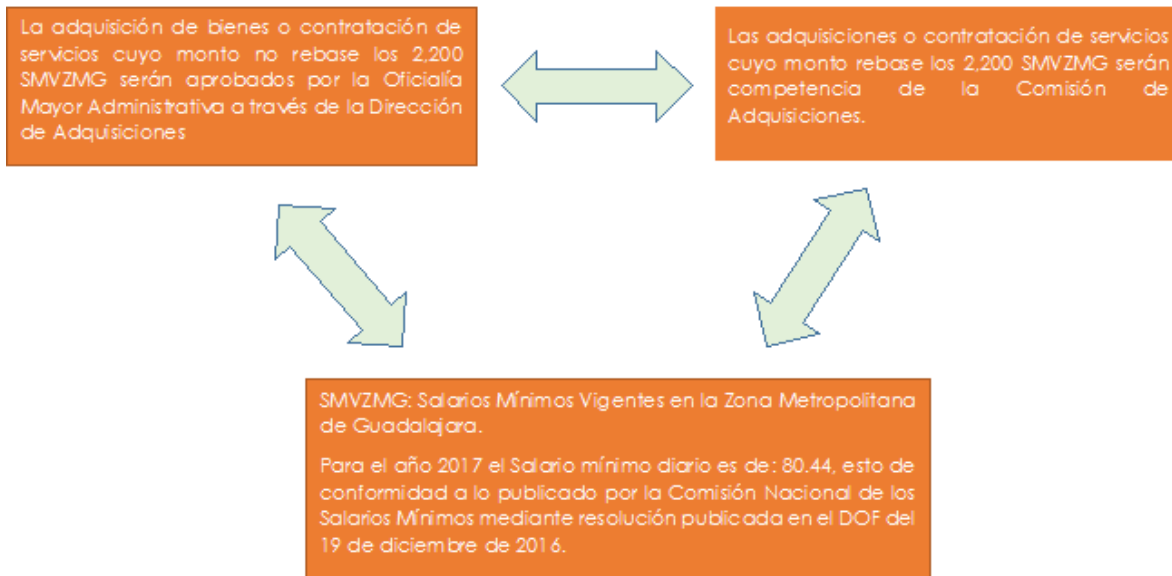 La adquisición de bienes o contratación de
servicios cuyo monto no rebase los 2,200
SMVZMG serán aprobados por la Oficialía
Mayor Administrativa a través de la Dirección
de Adquisiciones
Las adquisiciones o contratación de servicios
cuyo monto rebase los 2,200 SMVZMG serán
competencia de la Comisión de
Adquisiciones.
SMVZMG: Salarios Mínimos Vigentes en la Zona Metropolitana
de Guadalajara.
Para el año 2017 el Salario mínimo diario es de: 80.44, esto de
conformidad a lo publicado por la Comisión Nacional de los
Salarios Mínimos mediante resolución publicada en el DOF del
19 de diciembre de 2016.